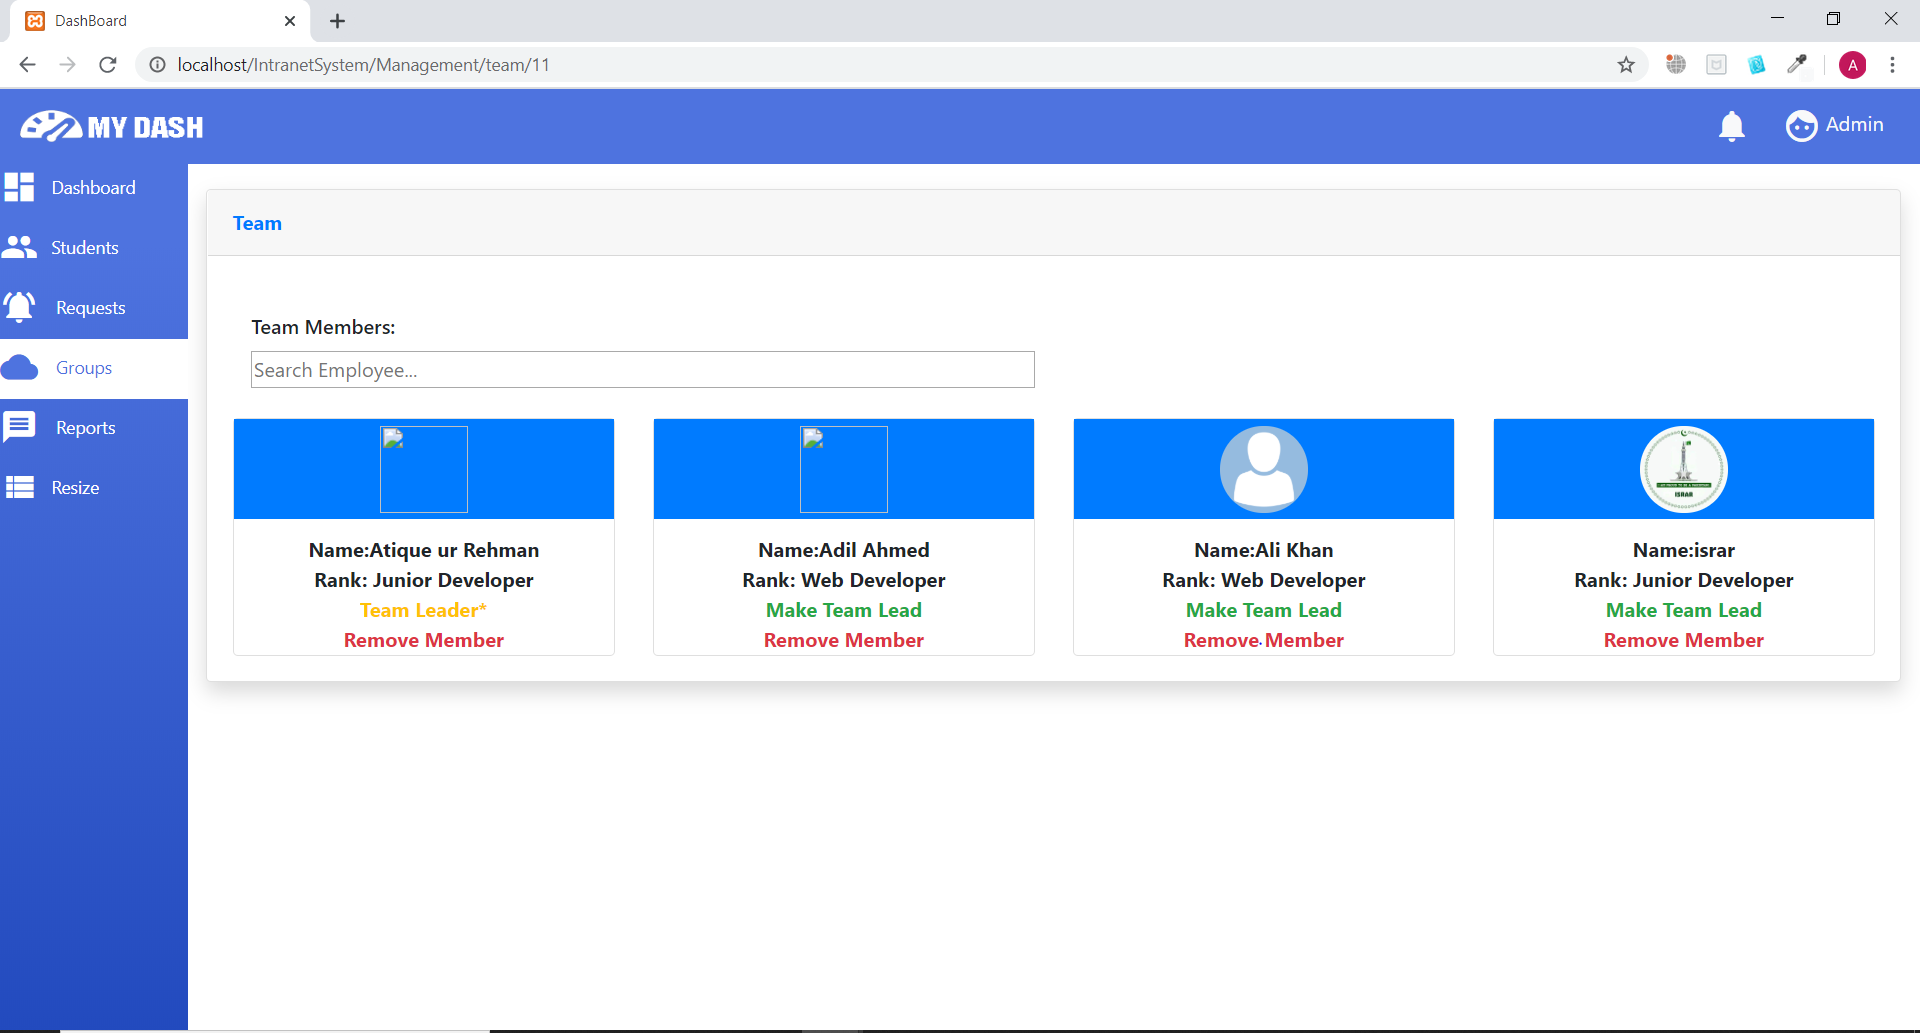 DashBoard
localhost/IntranetSystem/Management/team/11
A
MY DASH
Admin
Dashboard
Students
Requests
Groups
Reports
Resize
Team
Team Members:
Search Employee...
Name:Atique ur Rehman
Rank: Junior Developer
Team Leader*
Remove Member
Name:Adil Ahmed
Rank: Web Developer
Make Team Lead
Remove Member
Name:Ali Khan
Rank: Web Developer
Make Team Lead
Remove Member
ISRAR
Name:israr
Rank: Junior Developer
Make Team Lead
Remove Member